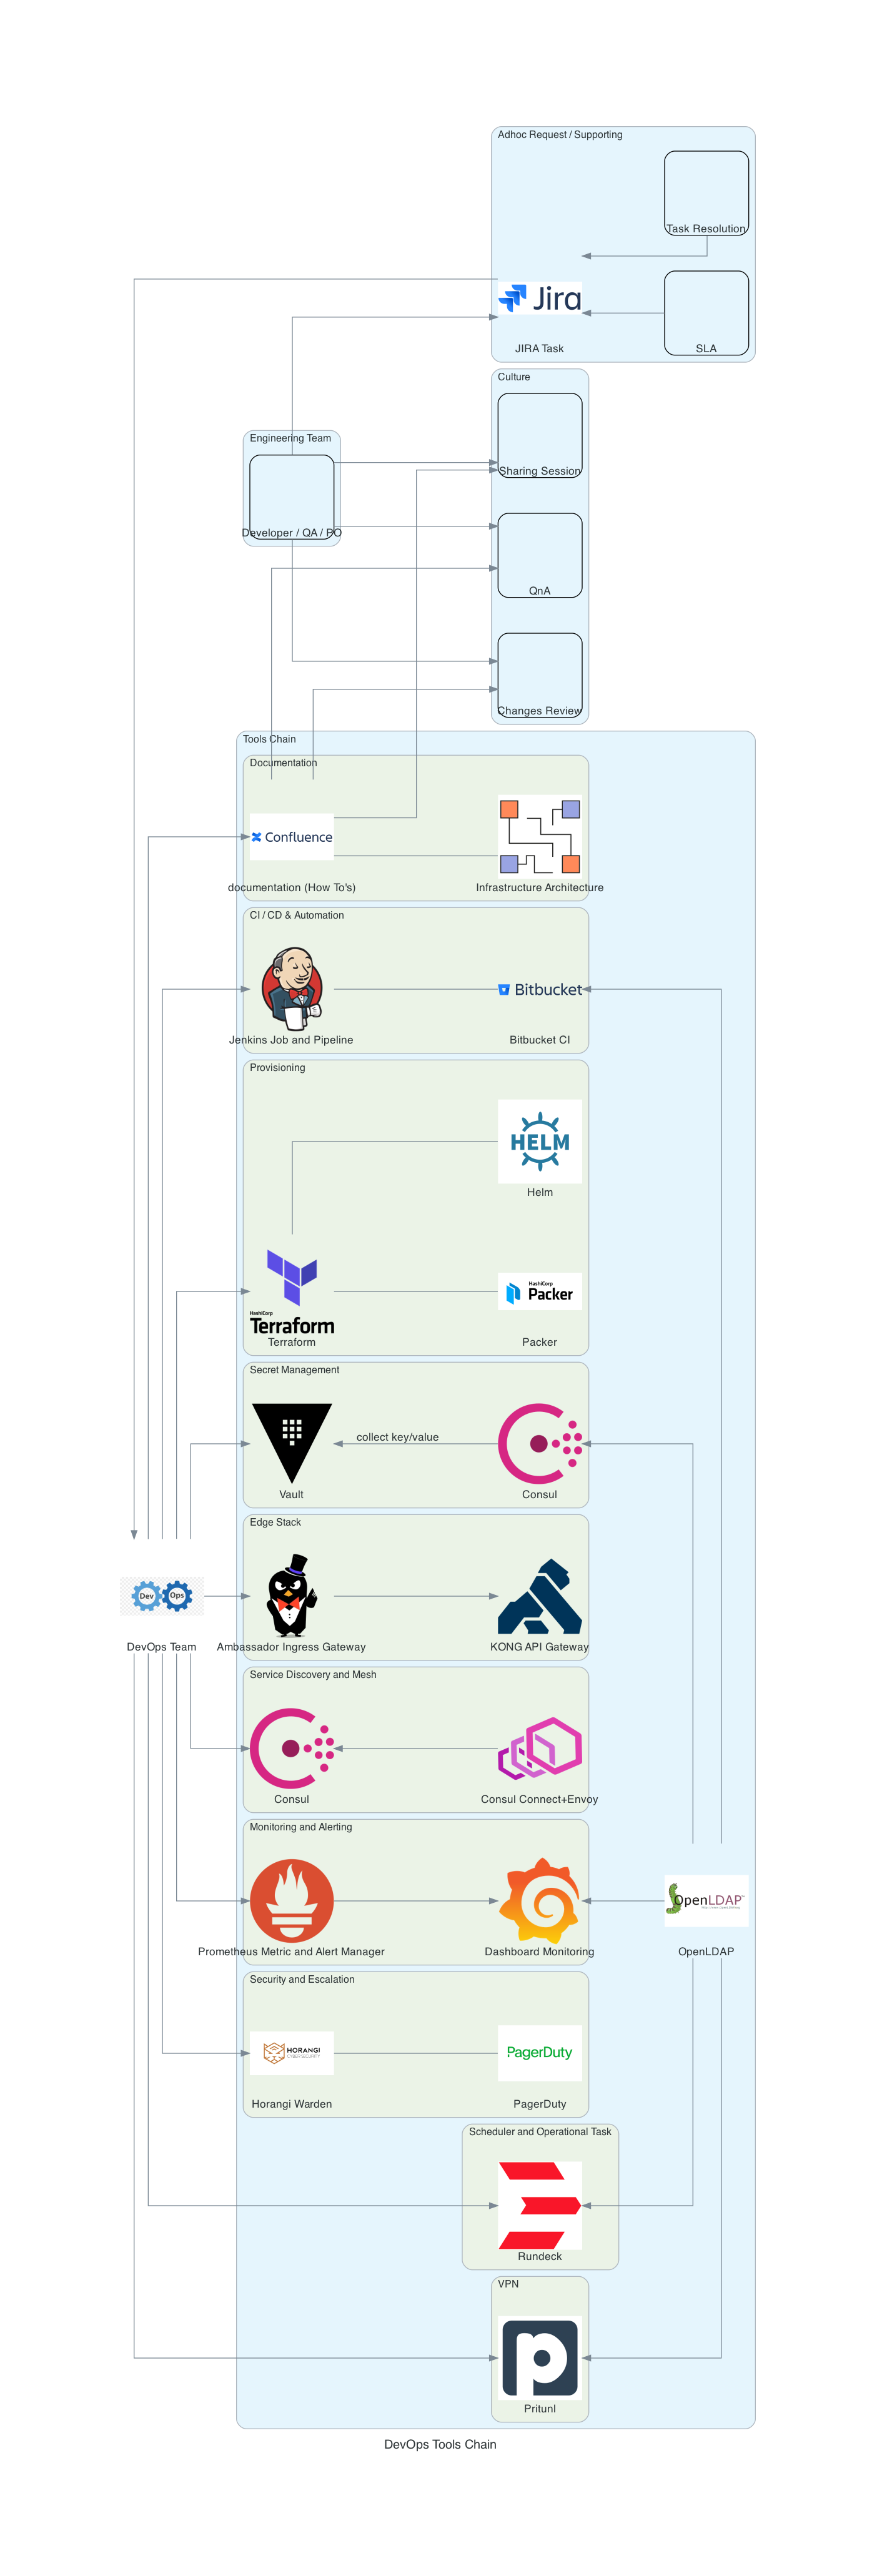 Adhoc Request / Supporting
Task Resolution
Jira
JIRA Task
SLA
Culture
Sharing Session
Engineering Team
Developer / QA / PO
QnA
Changes Review
Tools Chain
Documentation
Confluence
documentation (How To's)
Infrastructure Architecture
CI / CD & Automation
Jenkins Job and Pipeline
Bitbucket
Bitbucket CI
Provisioning
HELM
Helm
HashiCorp
Terraform
Terraform
HashiCorp
Packer
Packer
Secret Management
collect key/value
Vault
Consul
Edge Stack
Dev Ops
DevOps Team
Ambassador Ingress Gateway
KONG API Gateway
Service Discovery and Mesh
Consul
Consul Connect+Envoy
Monitoring and Alerting
Prometheus Metric and Alert Manager
Dashboard Monitoring
OpenLDAP
OpenLDAP
Security and Escalation
HORANGI
CYBER SECURITY
Horangi Warden
PagerDuty
PagerDuty
Scheduler and Operational Task
Rundeck
VPN
Pritunl
DevOps Tools Chain